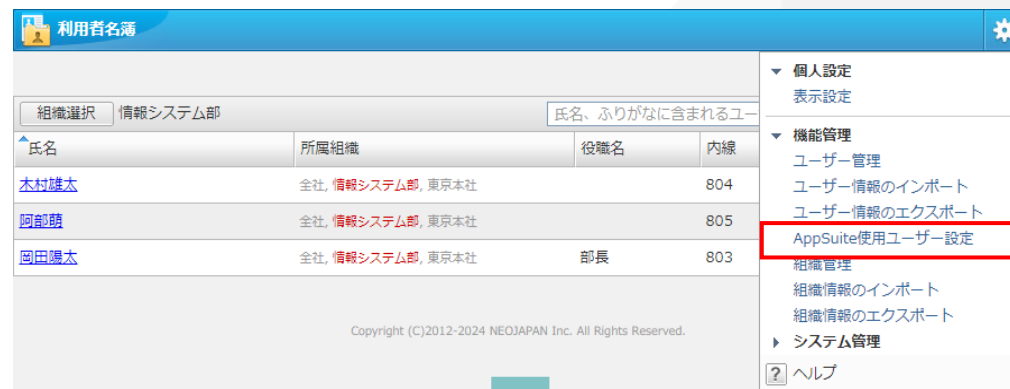 利用者名簿
組織選択 情報システム部 氏名、ふりがなに含まれるユー
氏名 所属組織 役職名 内線
木村雄太 全社, 情報システム部, 東京本社 804
阿部萌 全社, 情報システム部, 東京本社 805
岡田陽太 全社, 情報システム部, 東京本社 部長 803
Copyright (C)2012-2024 NEOJAPAN Inc. All Rights Reserved.
個人設定
表示設定
機能管理
ユーザー管理
ユーザー情報のインポート
ユーザー情報のエクスポート
AppSuite使用ユーザー設定
組織管理
組織情報のインポート
組織情報のエクスポート
システム管理
? ヘルプ